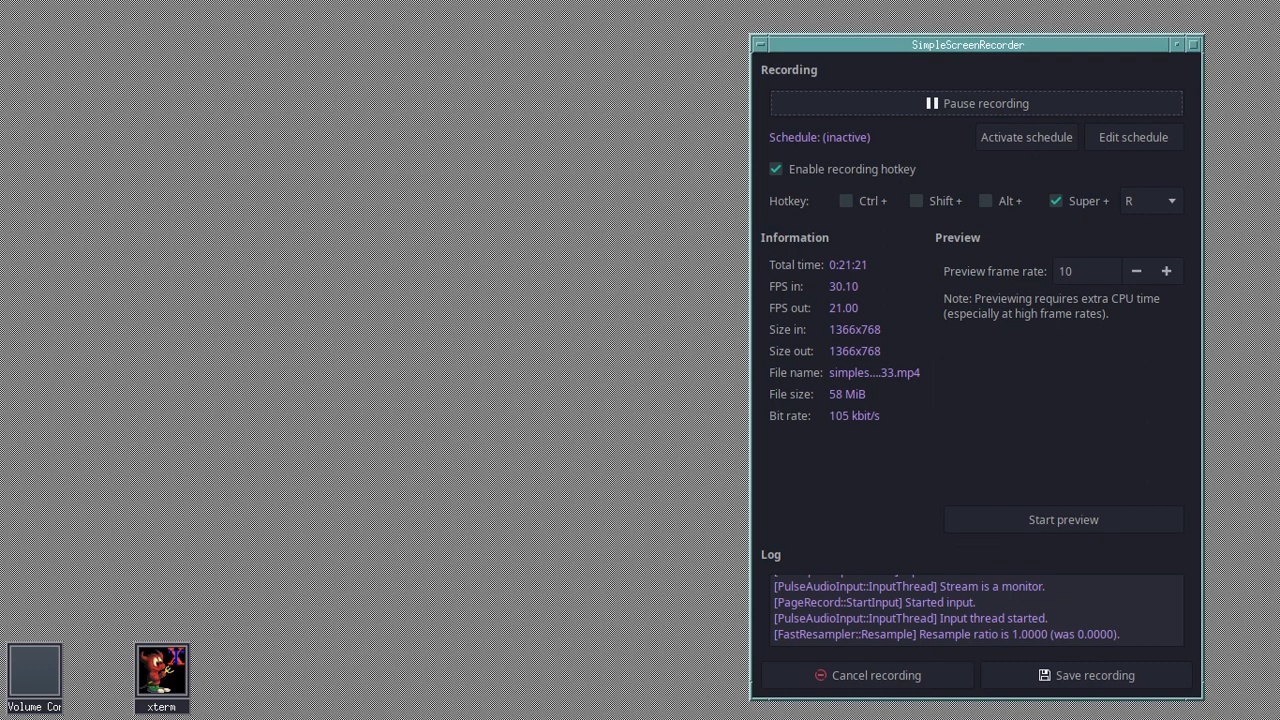 SimpleScreenRecorder
Recording
Pause recording
Schedule: (inactive)
Activate schedule
Edit schedule
Enable recording hotkey
Hotkey:
Ctrl +
Shift +
Alt +
Super +
R
Information
Total time: 0:21:21
FPS in: 30.10
FPS out: 21.00
Size in: 1366x768
Size out: 1366x768
File name: simples....33.mp4
File size: 58 MiB
Bit rate: 105 kbit/s
Preview
Preview frame rate: 10
Note: Previewing requires extra CPU time
(especially at high frame rates).
Start preview
Log
[PulseAudioInput::InputThread] Stream is a monitor.
[PageRecord::StartInput] Started input.
[PulseAudioInput::InputThread] Input thread started.
[FastResampler::Resample] Resample ratio is 1.0000 (was 0.0000).
Cancel recording
Save recording
Volume Cor
X
xterm